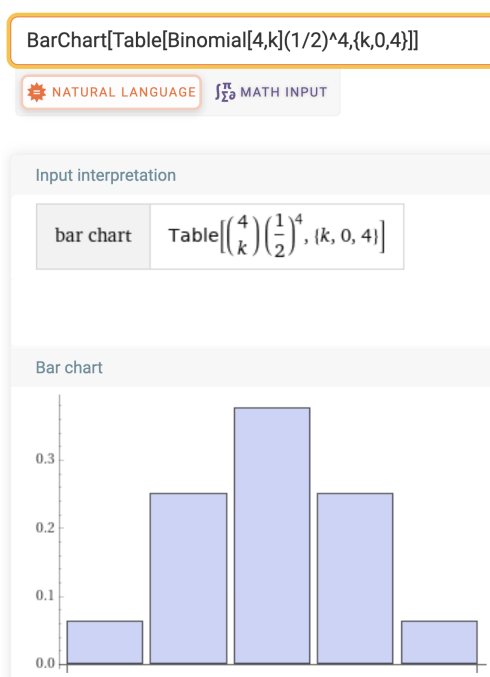 BarChart[Table[Binomial[4,k](1/2)^4,{k,0,4}]]
NATURAL LANGUAGE
∫π Σ∂ MATH INPUT
Input interpretation
bar chart Table[(4 k)(1/2)^4, {k, 0, 4}]
Bar chart
0.3
0.2
0.1
0.0